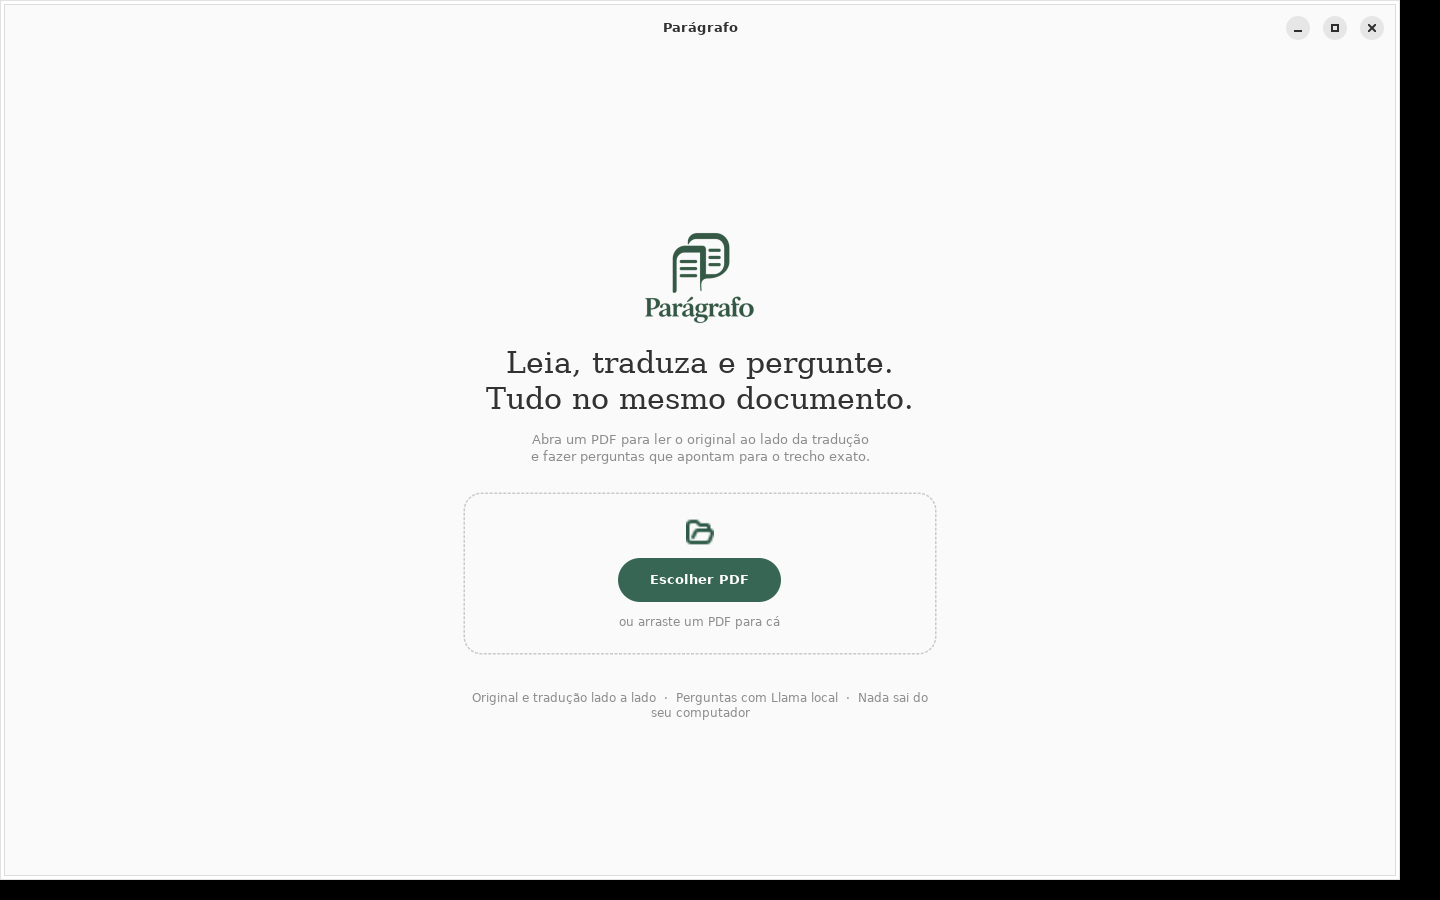 Parágrafo
Parágrafo
Leia, traduza e pergunte.
Tudo no mesmo documento.
Abra um PDF para ler o original ao lado da tradução
e fazer perguntas que apontam para o trecho exato.
Escolher PDF
ou arraste um PDF para cá
Original e tradução lado a lado · Perguntas com Llama local · Nada sai do
seu computador